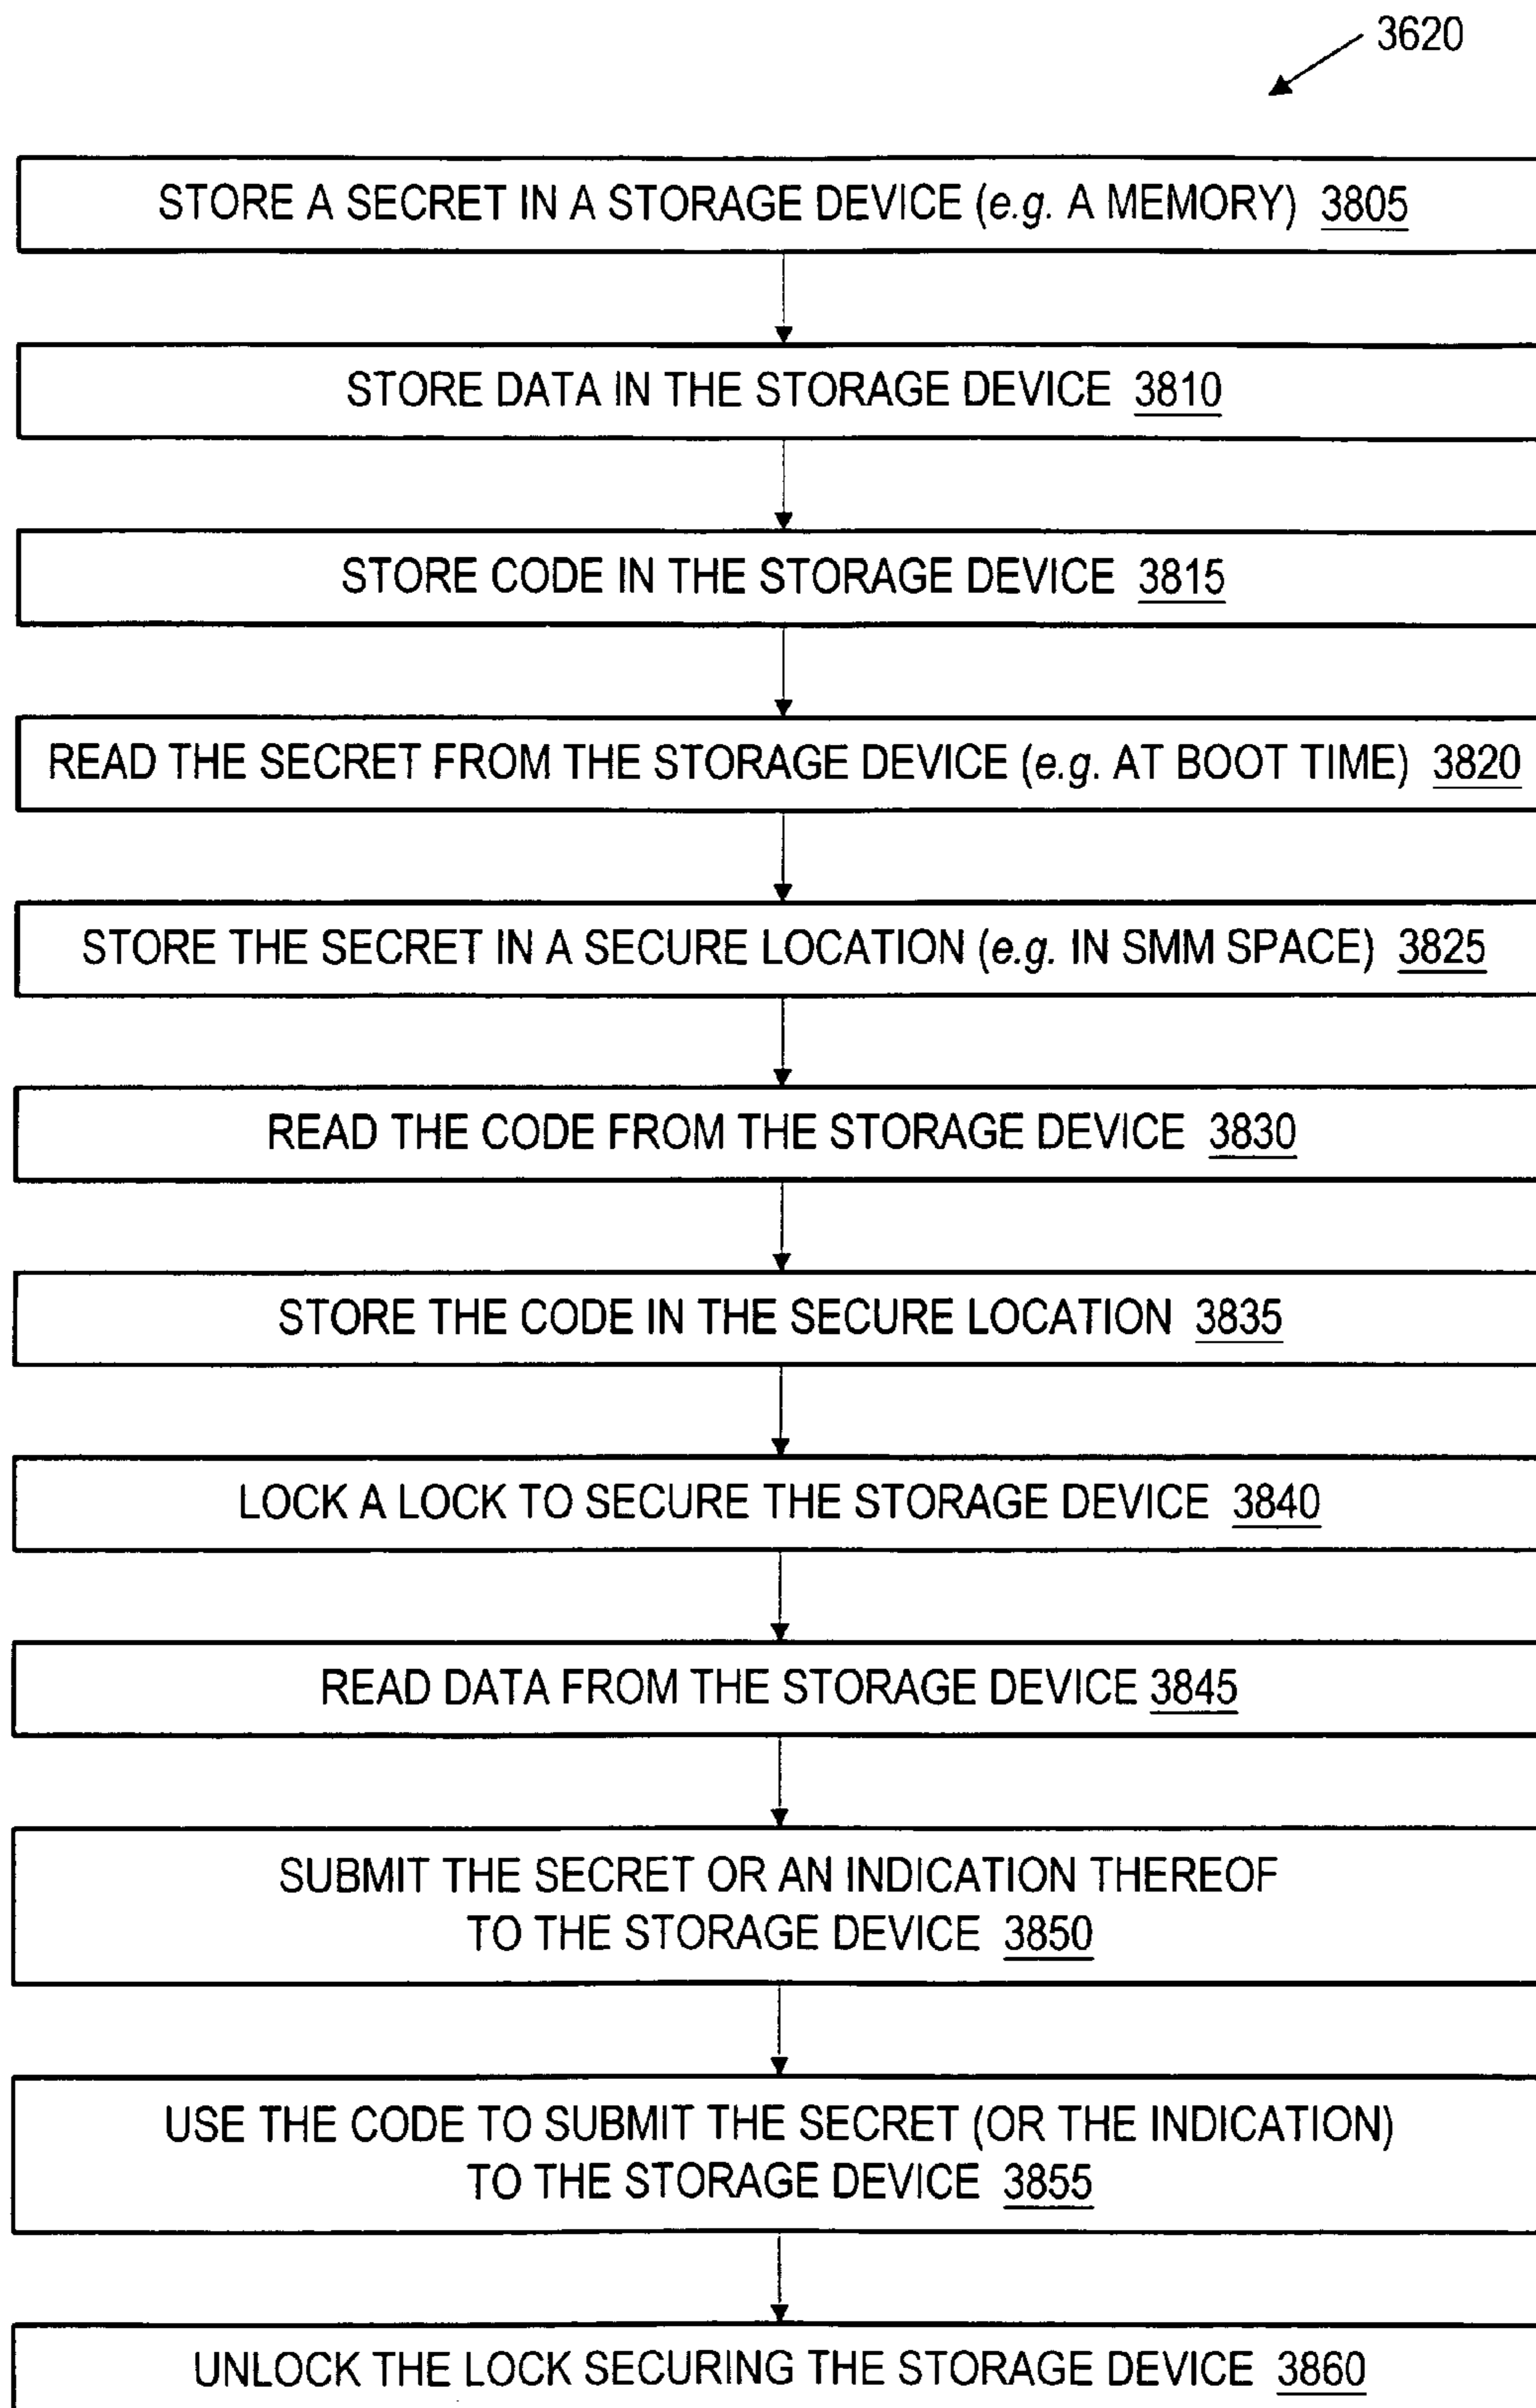 3620
STORE A SECRET IN A STORAGE DEVICE (e.g. A MEMORY) 3805
STORE DATA IN THE STORAGE DEVICE 3810
STORE CODE IN THE STORAGE DEVICE 3815
READ THE SECRET FROM THE STORAGE DEVICE (e.g. AT BOOT TIME) 3820
STORE THE SECRET IN A SECURE LOCATION (e.g. IN SMM SPACE) 3825
READ THE CODE FROM THE STORAGE DEVICE 3830
STORE THE CODE IN THE SECURE LOCATION 3835
LOCK A LOCK TO SECURE THE STORAGE DEVICE 3840
READ DATA FROM THE STORAGE DEVICE 3845
SUBMIT THE SECRET OR AN INDICATION THEREOF
TO THE STORAGE DEVICE 3850
USE THE CODE TO SUBMIT THE SECRET (OR THE INDICATION)
TO THE STORAGE DEVICE 3855
UNLOCK THE LOCK SECURING THE STORAGE DEVICE 3860